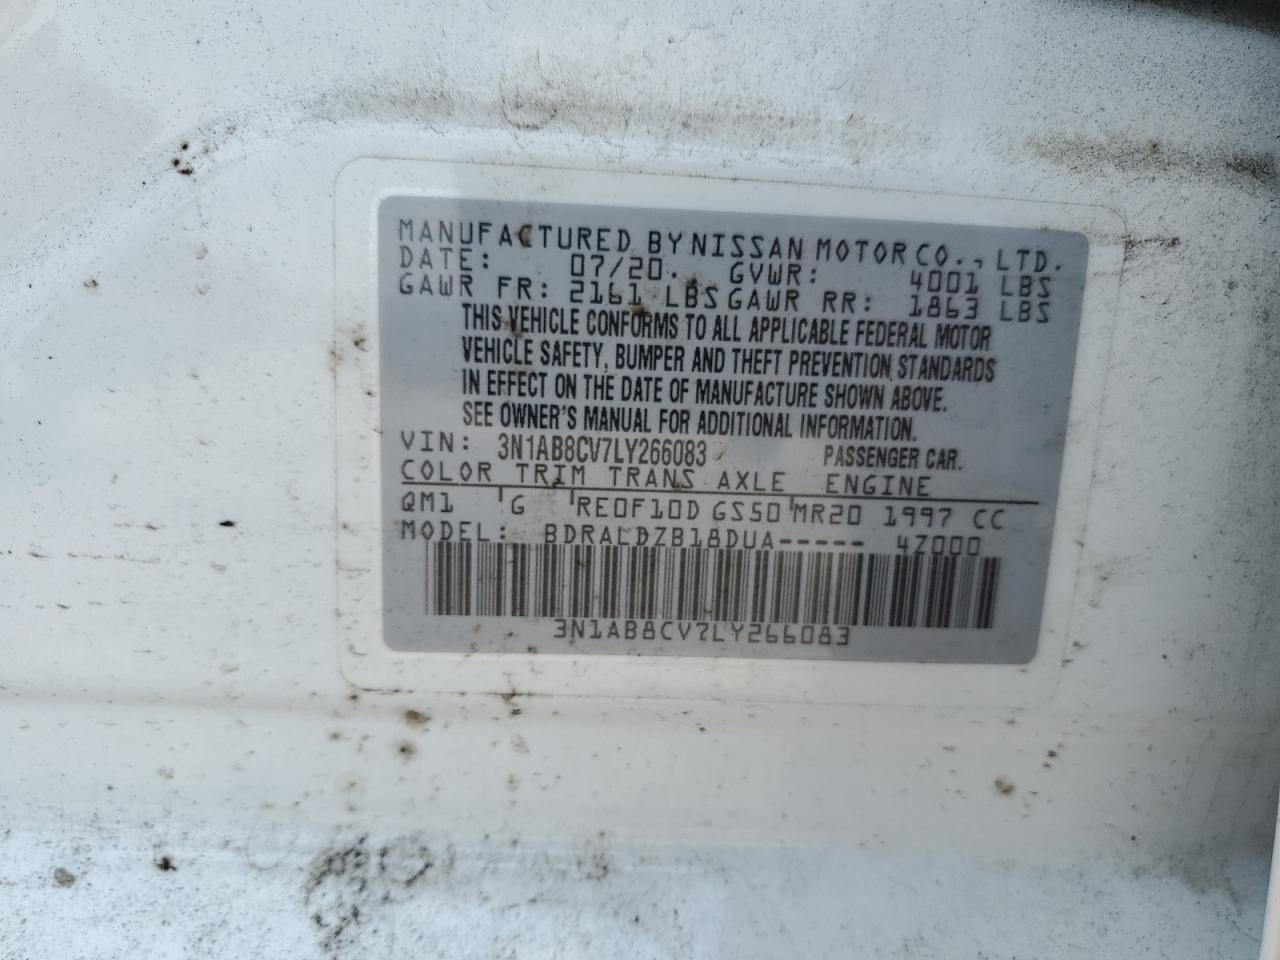 MANUFACTURED BY NISSAN MOTOR CO., LTD.
DATE: 07/20 GVWR: 4001 LBS
GAWR FR: 2161 LBS GAWR RR: 1863 LBS
THIS VEHICLE CONFORMS TO ALL APPLICABLE FEDERAL MOTOR
VEHICLE SAFETY, BUMPER AND THEFT PREVENTION STANDARDS
IN EFFECT ON THE DATE OF MANUFACTURE SHOWN ABOVE.
SEE OWNER'S MANUAL FOR ADDITIONAL INFORMATION.
VIN: 3N1AB8CV7LY266083 PASSENGER CAR.
COLOR TRIM TRANS AXLE ENGINE
QM1 G RE0F10D GS50 MR20 1997 CC
MODEL: BDRALDZB18DUA----- 4Z000
3N1AB8CV7LY266083